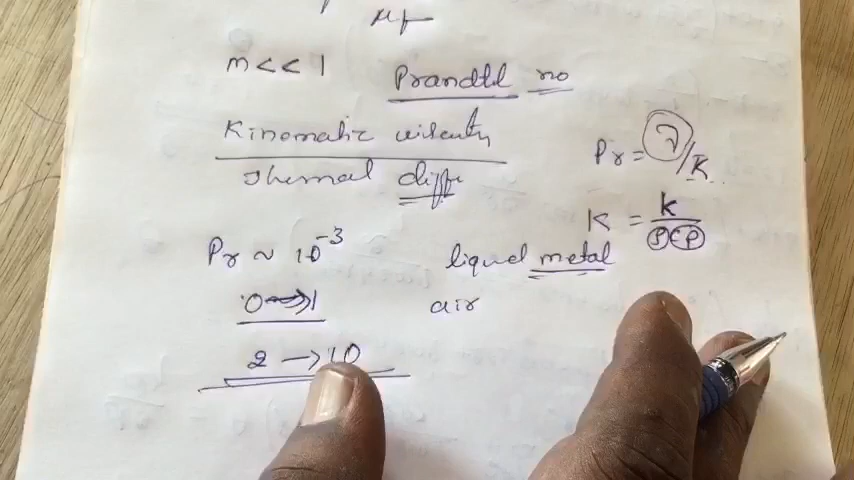 μf
m << 1 Prandtl no
Kinematic viscosity
Thermal diff
Pr = ν/K
K = k/ρCP
Pr ~ 10⁻³ liquid metal
0 → 1 air
2 → 10